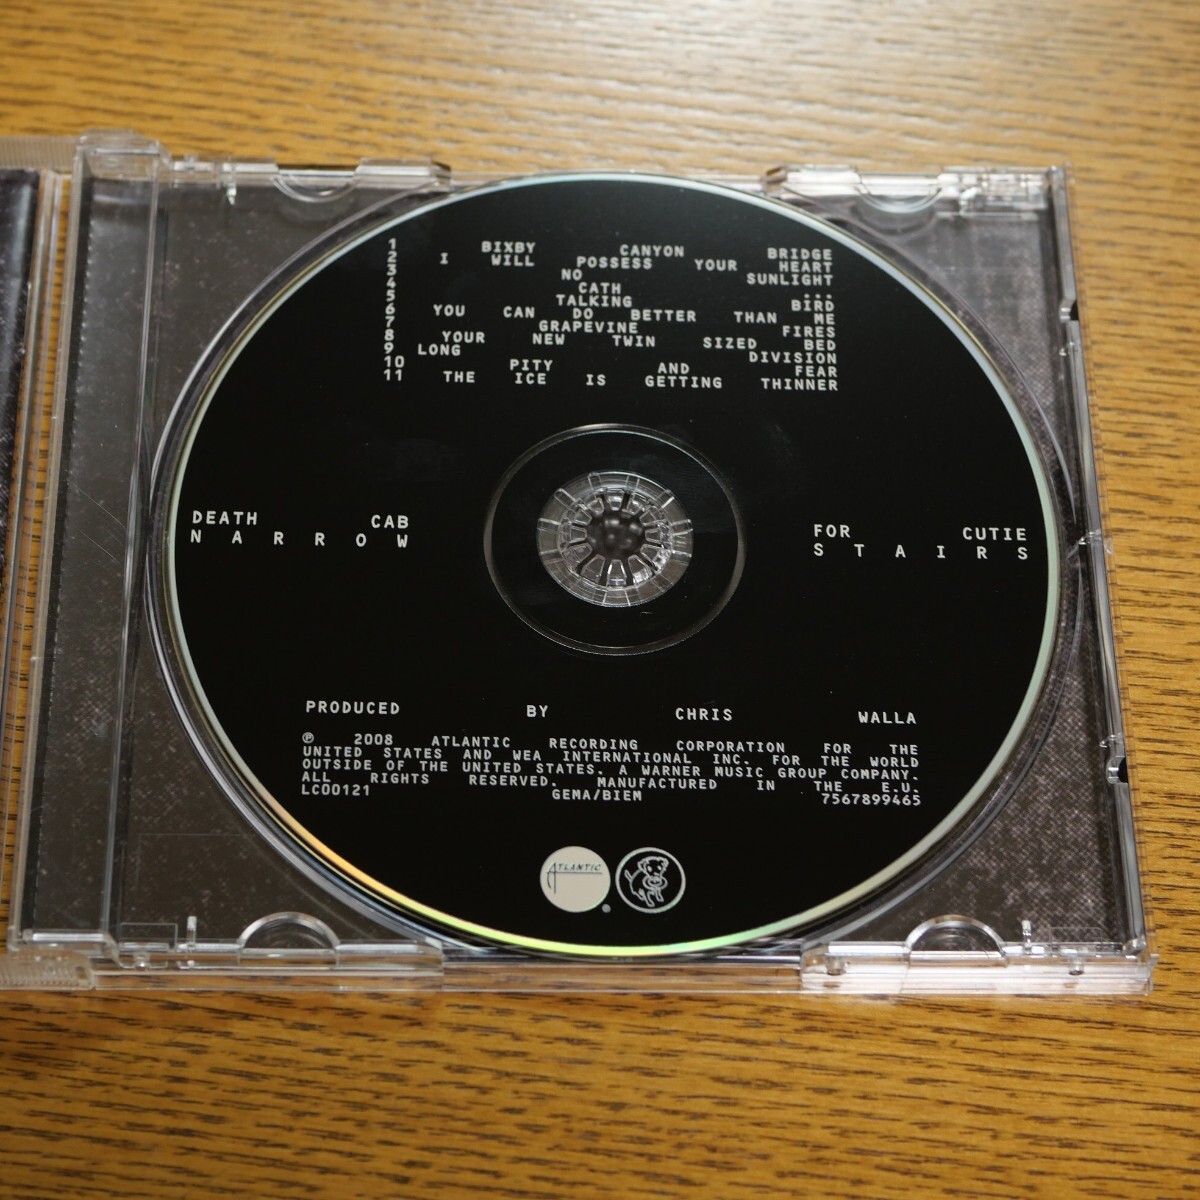 1 BIXBY CANYON BRIDGE
2 I WILL POSSESS YOUR HEART
3 NO SUNLIGHT
4 CATH ...
5 TALKING BIRD
6 YOU CAN DO BETTER THAN ME
7 GRAPEVINE FIRES
8 YOUR NEW TWIN SIZED BED
9 LONG DIVISION
10 PITY AND FEAR
11 THE ICE IS GETTING THINNER
DEATH CAB FOR CUTIE
NARROW STAIRS
PRODUCED BY CHRIS WALLA
℗ 2008 ATLANTIC RECORDING CORPORATION FOR THE
UNITED STATES AND WEA INTERNATIONAL INC. FOR THE WORLD
OUTSIDE OF THE UNITED STATES. A WARNER MUSIC GROUP COMPANY.
ALL RIGHTS RESERVED. MANUFACTURED IN THE E.U.
LC00121 GEMA/BIEM 7567899465
ATLANTIC